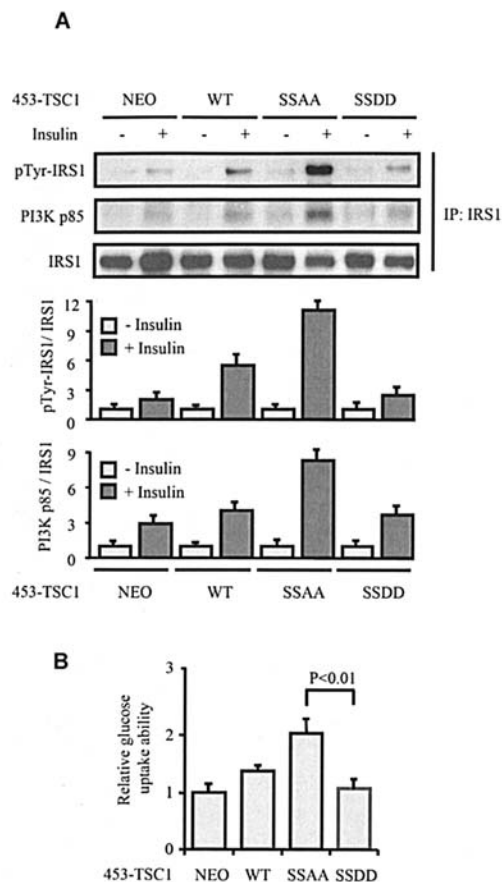 A
453-TSC1 NEO WT SSAA SSDD
Insulin - + - + - + - +
pTyr-IRS1
PI3K p85
IRS1
IP: IRS1
pTyr-IRS1/ IRS1
12
9
6
3
0
- Insulin
+ Insulin
PI3K p85 / IRS1
9
6
3
0
- Insulin
+ Insulin
453-TSC1 NEO WT SSAA SSDD
B
Relative glucose
uptake ability
3
2
1
0
P<0.01
453-TSC1 NEO WT SSAA SSDD